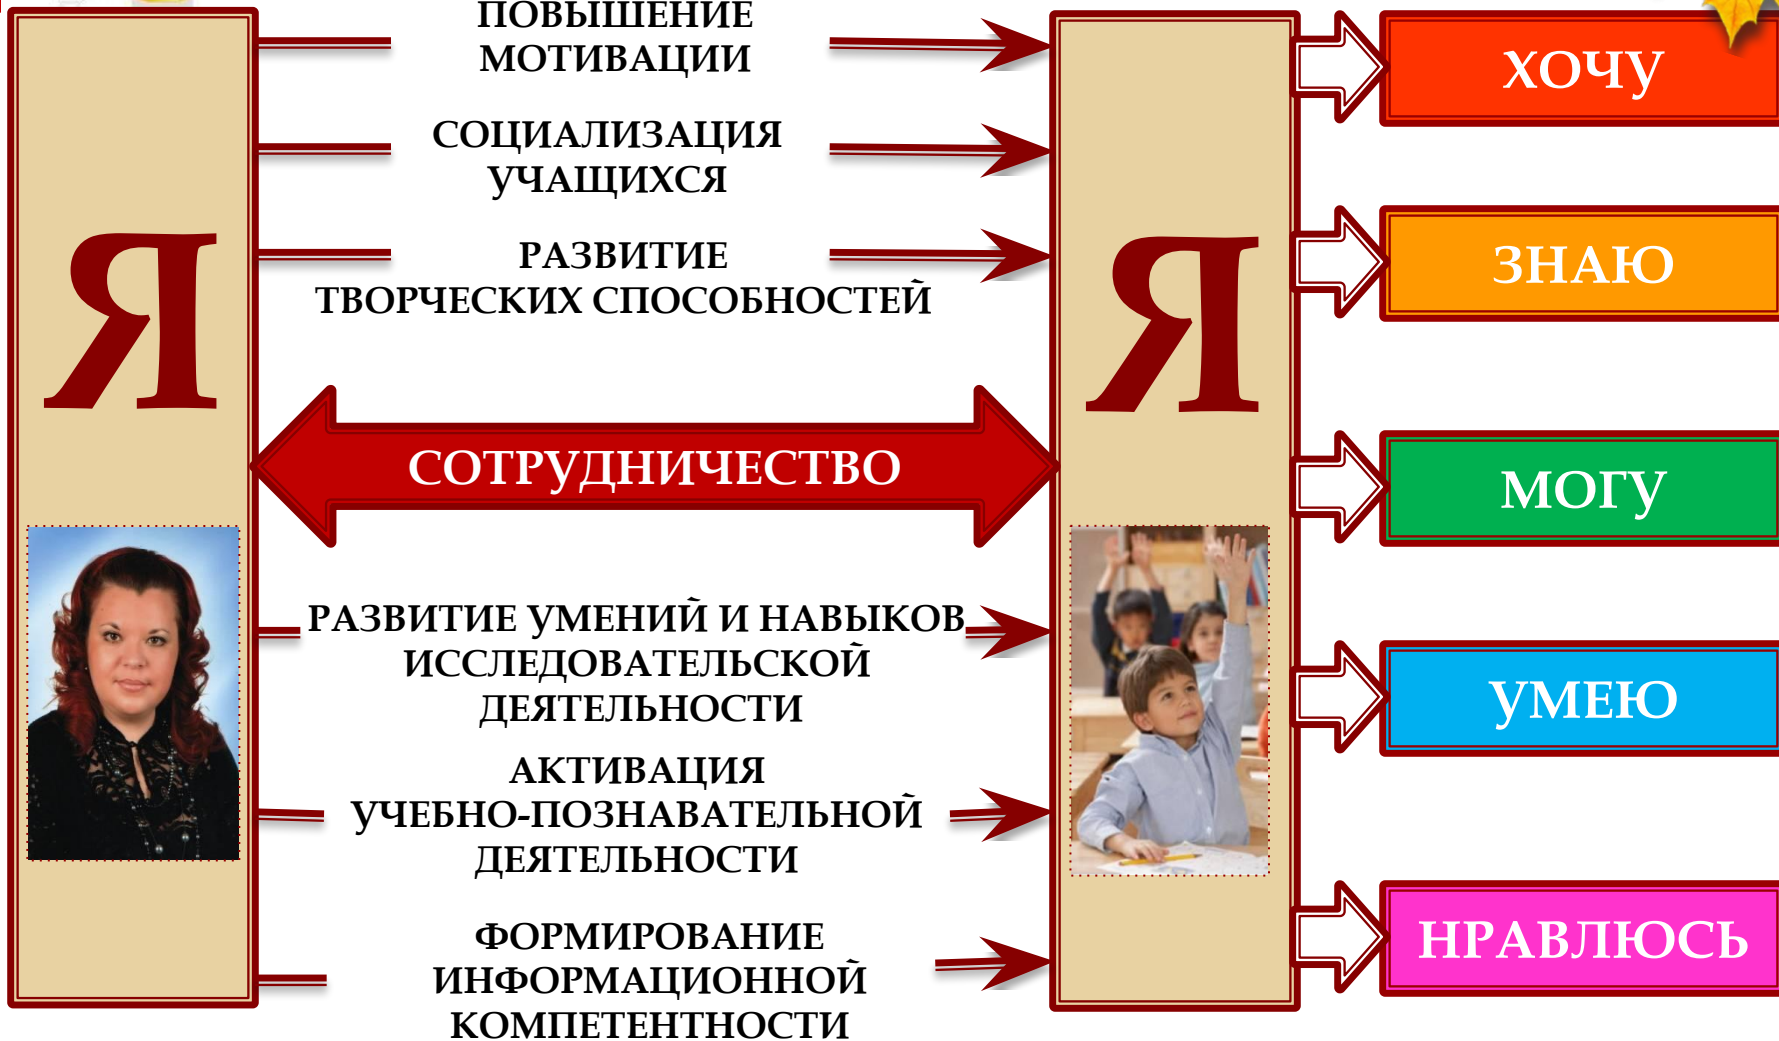 Я
ПОВЫШЕНИЕ
МОТИВАЦИИ
СОЦИАЛИЗАЦИЯ
УЧАЩИХСЯ
РАЗВИТИЕ
ТВОРЧЕСКИХ СПОСОБНОСТЕЙ
СОТРУДНИЧЕСТВО
РАЗВИТИЕ УМЕНИЙ И НАВЫКОВ
ИССЛЕДОВАТЕЛЬСКОЙ
ДЕЯТЕЛЬНОСТИ
АКТИВАЦИЯ
УЧЕБНО-ПОЗНАВАТЕЛЬНОЙ
ДЕЯТЕЛЬНОСТИ
ФОРМИРОВАНИЕ
ИНФОРМАЦИОННОЙ
КОМПЕТЕНТНОСТИ
Я
ХОЧУ
ЗНАЮ
МОГУ
УМЕЮ
НРАВЛЮСЬ